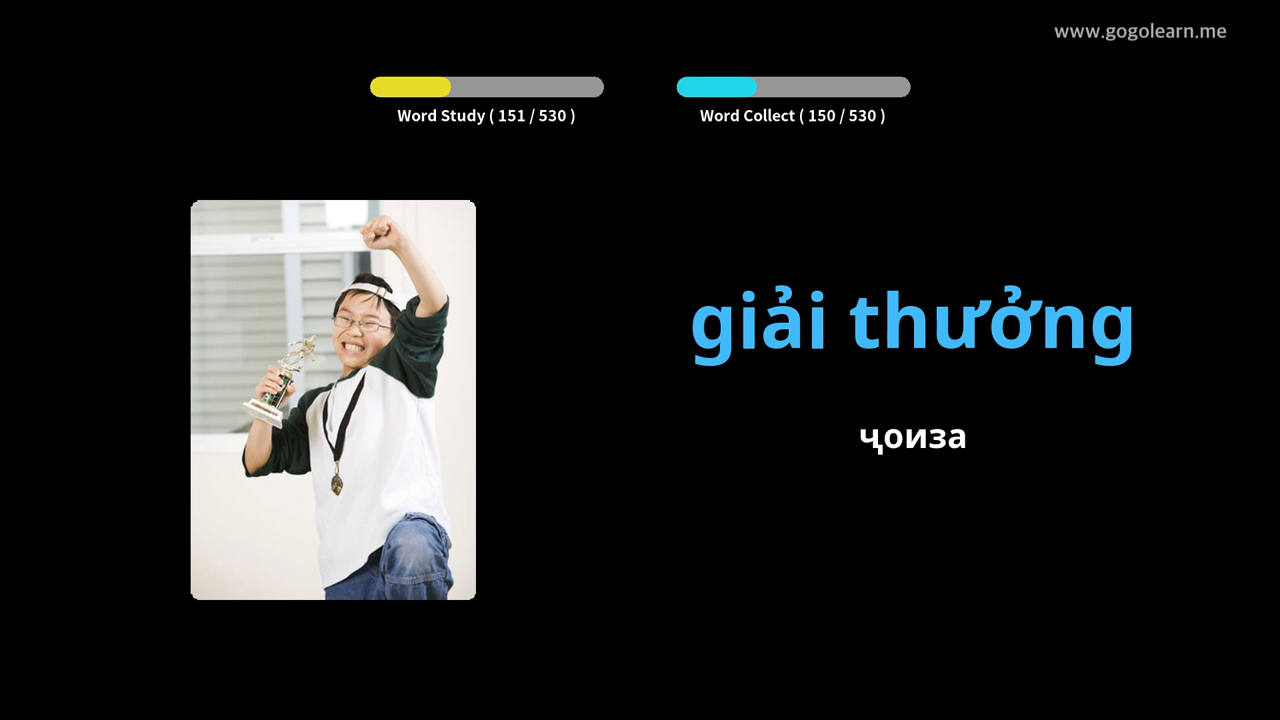 www.gogolearn.me
Word Study ( 151 / 530 )
Word Collect ( 150 / 530 )
giải thưởng
ҷоиза